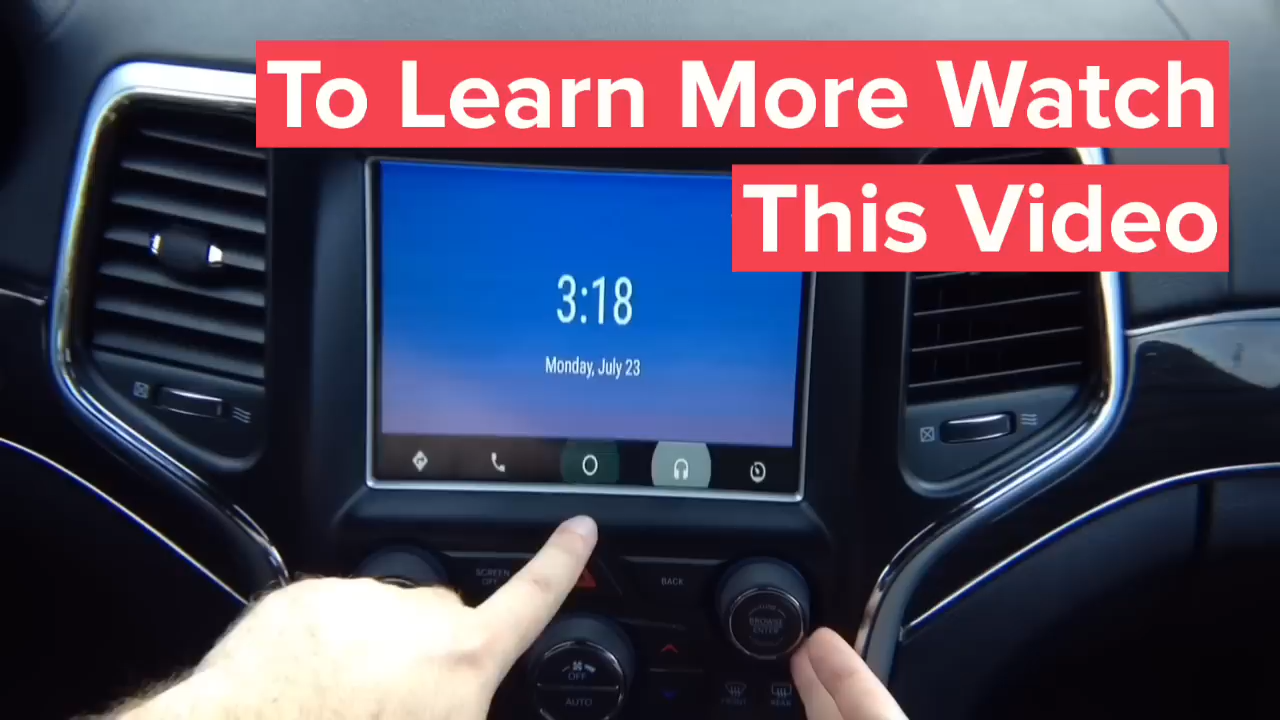 To Learn More Watch
This Video
3:18
Monday, July 23
SCREEN
OFF
BACK
BROWSE
ENTER
OFF
AUTO
FRONT
REAR